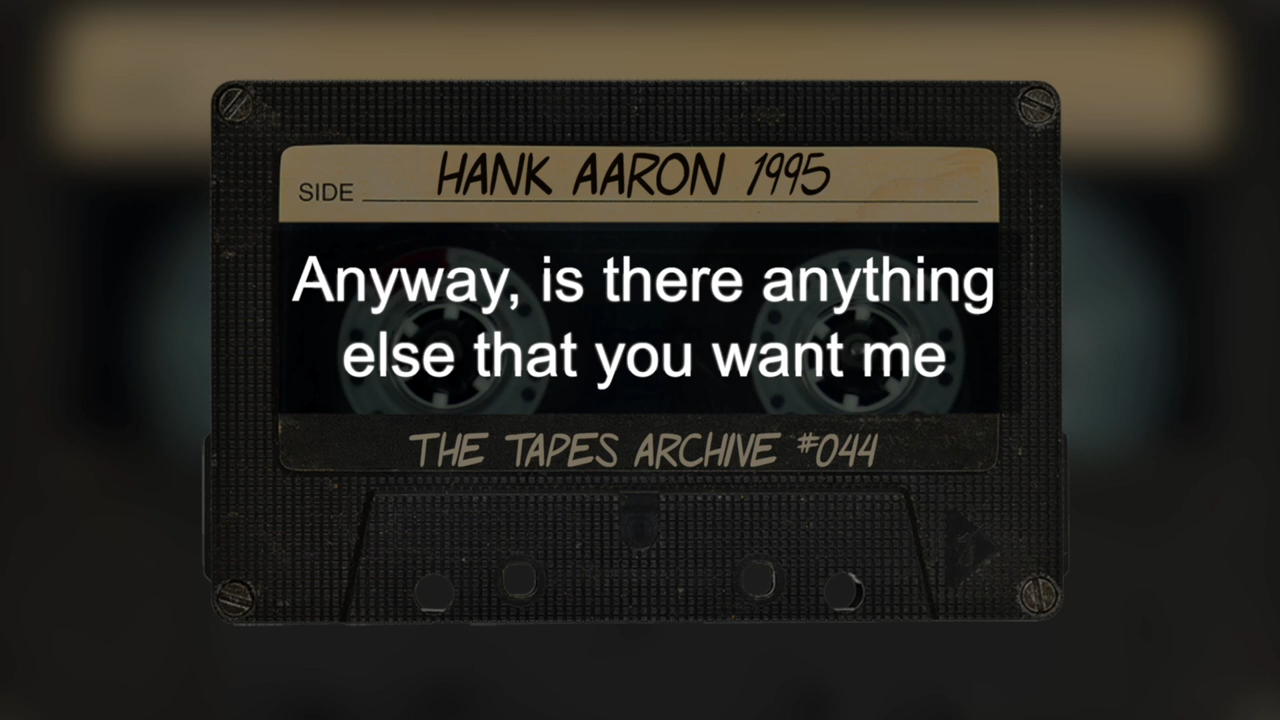 HANK AARON 1995
SIDE
Anyway, is there anything
else that you want me
THE TAPES ARCHIVE #044